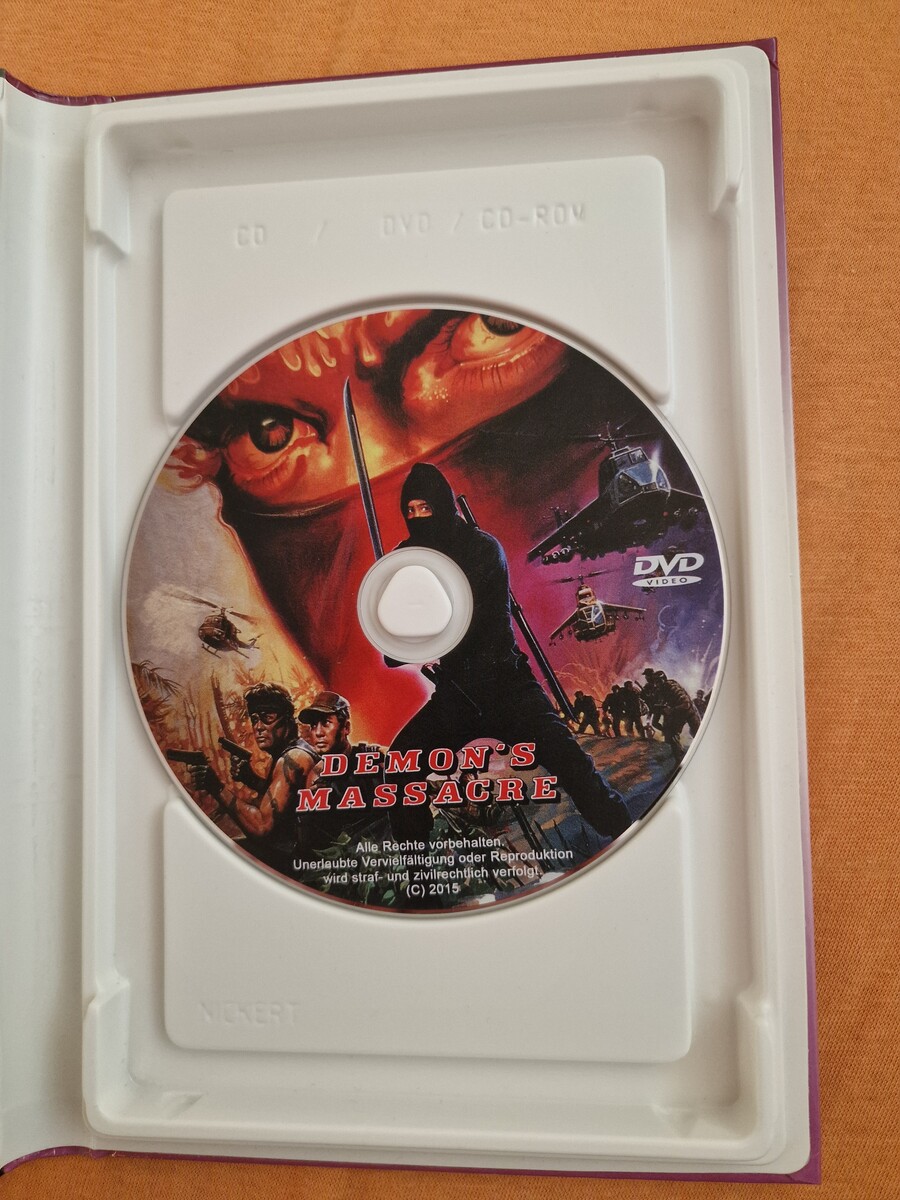 CD / DVD / CD-ROM
DVD
VIDEO
DEMON'S
MASSACRE
Alle Rechte vorbehalten.
Unerlaubte Vervielfältigung oder Reproduktion
wird straf- und zivilrechtlich verfolgt.
(C) 2015